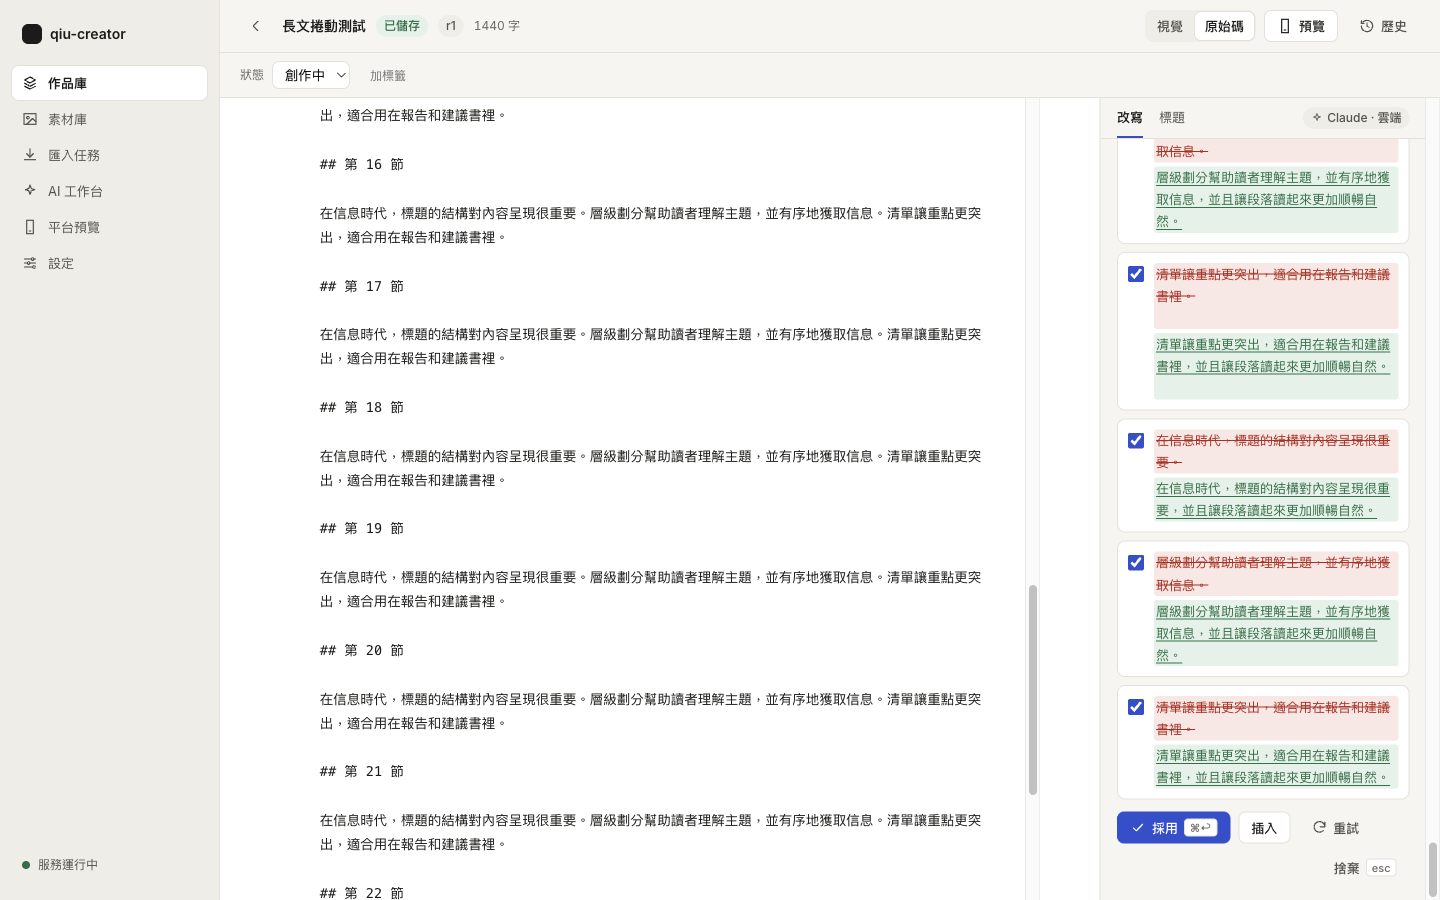 qiu-creator
作品庫
素材庫
匯入任務
AI 工作台
平台預覽
設定
服務運行中
長文捲動測試
已儲存
r1
1440 字
視覺
原始碼
預覽
歷史
狀態
創作中
加標籤
出，適合用在報告和建議書裡。
## 第 16 節
在信息時代，標題的結構對內容呈現很重要。層級劃分幫助讀者理解主題，並有序地獲取信息。清單讓重點更突
出，適合用在報告和建議書裡。
## 第 17 節
在信息時代，標題的結構對內容呈現很重要。層級劃分幫助讀者理解主題，並有序地獲取信息。清單讓重點更突
出，適合用在報告和建議書裡。
## 第 18 節
在信息時代，標題的結構對內容呈現很重要。層級劃分幫助讀者理解主題，並有序地獲取信息。清單讓重點更突
出，適合用在報告和建議書裡。
## 第 19 節
在信息時代，標題的結構對內容呈現很重要。層級劃分幫助讀者理解主題，並有序地獲取信息。清單讓重點更突
出，適合用在報告和建議書裡。
## 第 20 節
在信息時代，標題的結構對內容呈現很重要。層級劃分幫助讀者理解主題，並有序地獲取信息。清單讓重點更突
出，適合用在報告和建議書裡。
## 第 21 節
在信息時代，標題的結構對內容呈現很重要。層級劃分幫助讀者理解主題，並有序地獲取信息。清單讓重點更突
出，適合用在報告和建議書裡。
## 第 22 節
改寫
標題
Claude · 雲端
取信息。
層級劃分幫助讀者理解主題，並有序地獲
取信息，並且讓段落讀起來更加順暢自
然。
清單讓重點更突出，適合用在報告和建議
書裡。
清單讓重點更突出，適合用在報告和建議
書裡，並且讓段落讀起來更加順暢自然。
在信息時代，標題的結構對內容呈現很重
要。
在信息時代，標題的結構對內容呈現很重
要，並且讓段落讀起來更加順暢自然。
層級劃分幫助讀者理解主題，並有序地獲
取信息。
層級劃分幫助讀者理解主題，並有序地獲
取信息，並且讓段落讀起來更加順暢自
然。
清單讓重點更突出，適合用在報告和建議
書裡。
清單讓重點更突出，適合用在報告和建議
書裡，並且讓段落讀起來更加順暢自然。
採用 ⌘↩
插入
重試
捨棄 esc